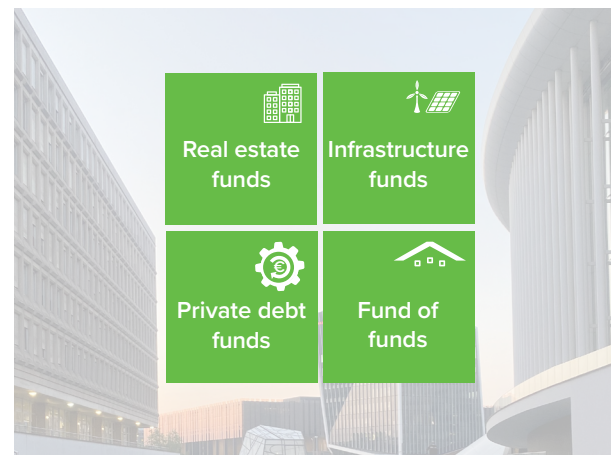 Real estate
funds
Infrastructure
funds
Private debt
funds
Fund of
funds